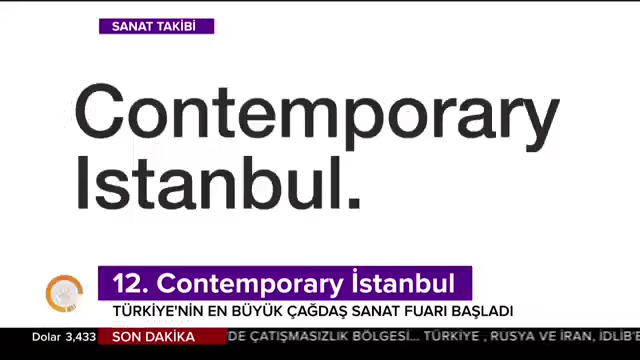 SANAT TAKİBİ
Contemporary
Istanbul.
12. Contemporary İstanbul
TÜRKİYE'NİN EN BÜYÜK ÇAĞDAŞ SANAT FUARI BAŞLADI
Dolar 3,433 SON DAKİKA 'DE ÇATIŞMASIZLIK BÖLGESİ... TÜRKİYE , RUSYA VE İRAN, İDLİB'E